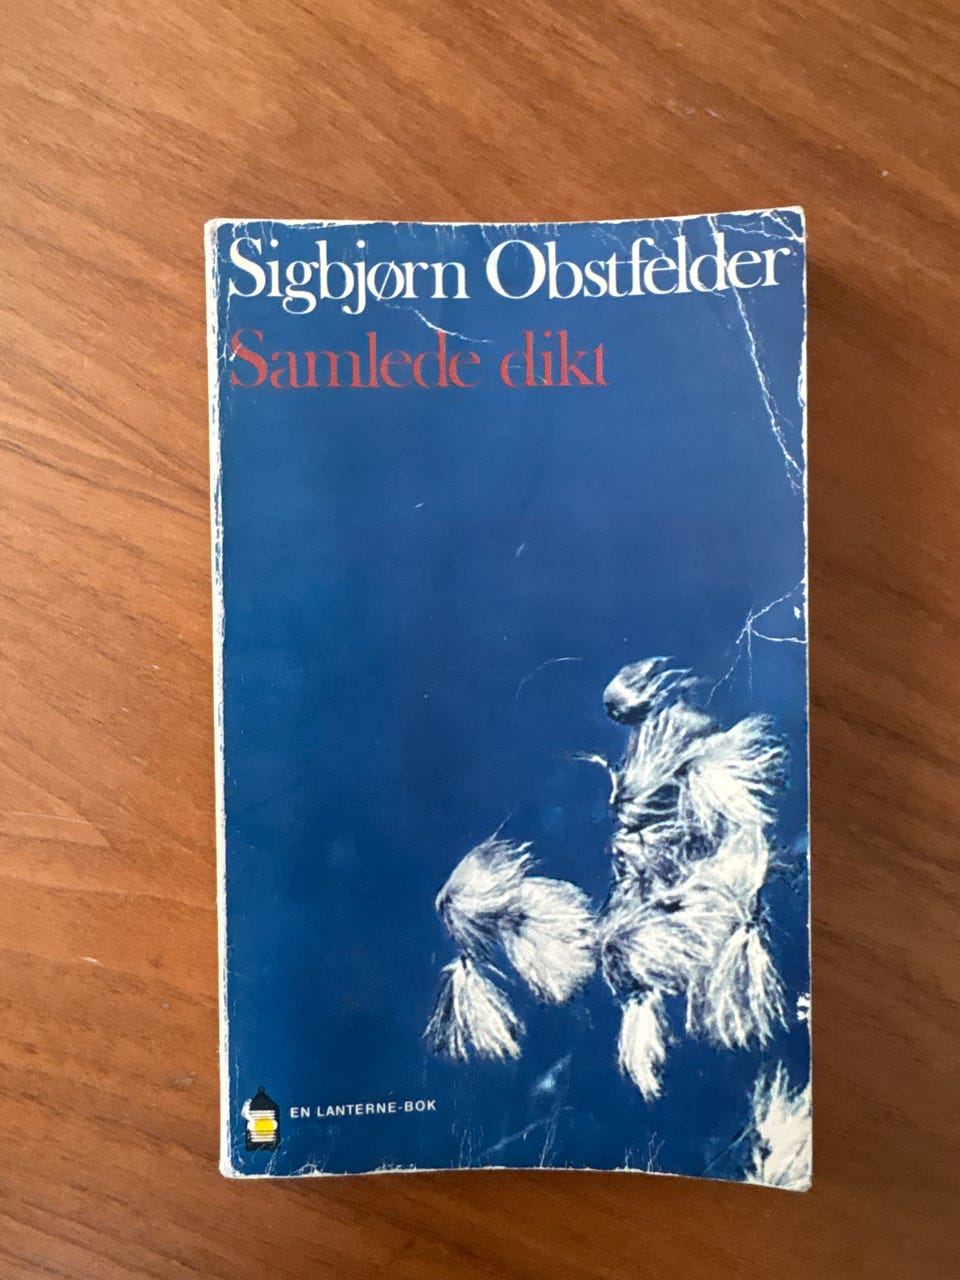 Sigbjørn Obstfelder
Samlede dikt
EN LANTERNE-BOK